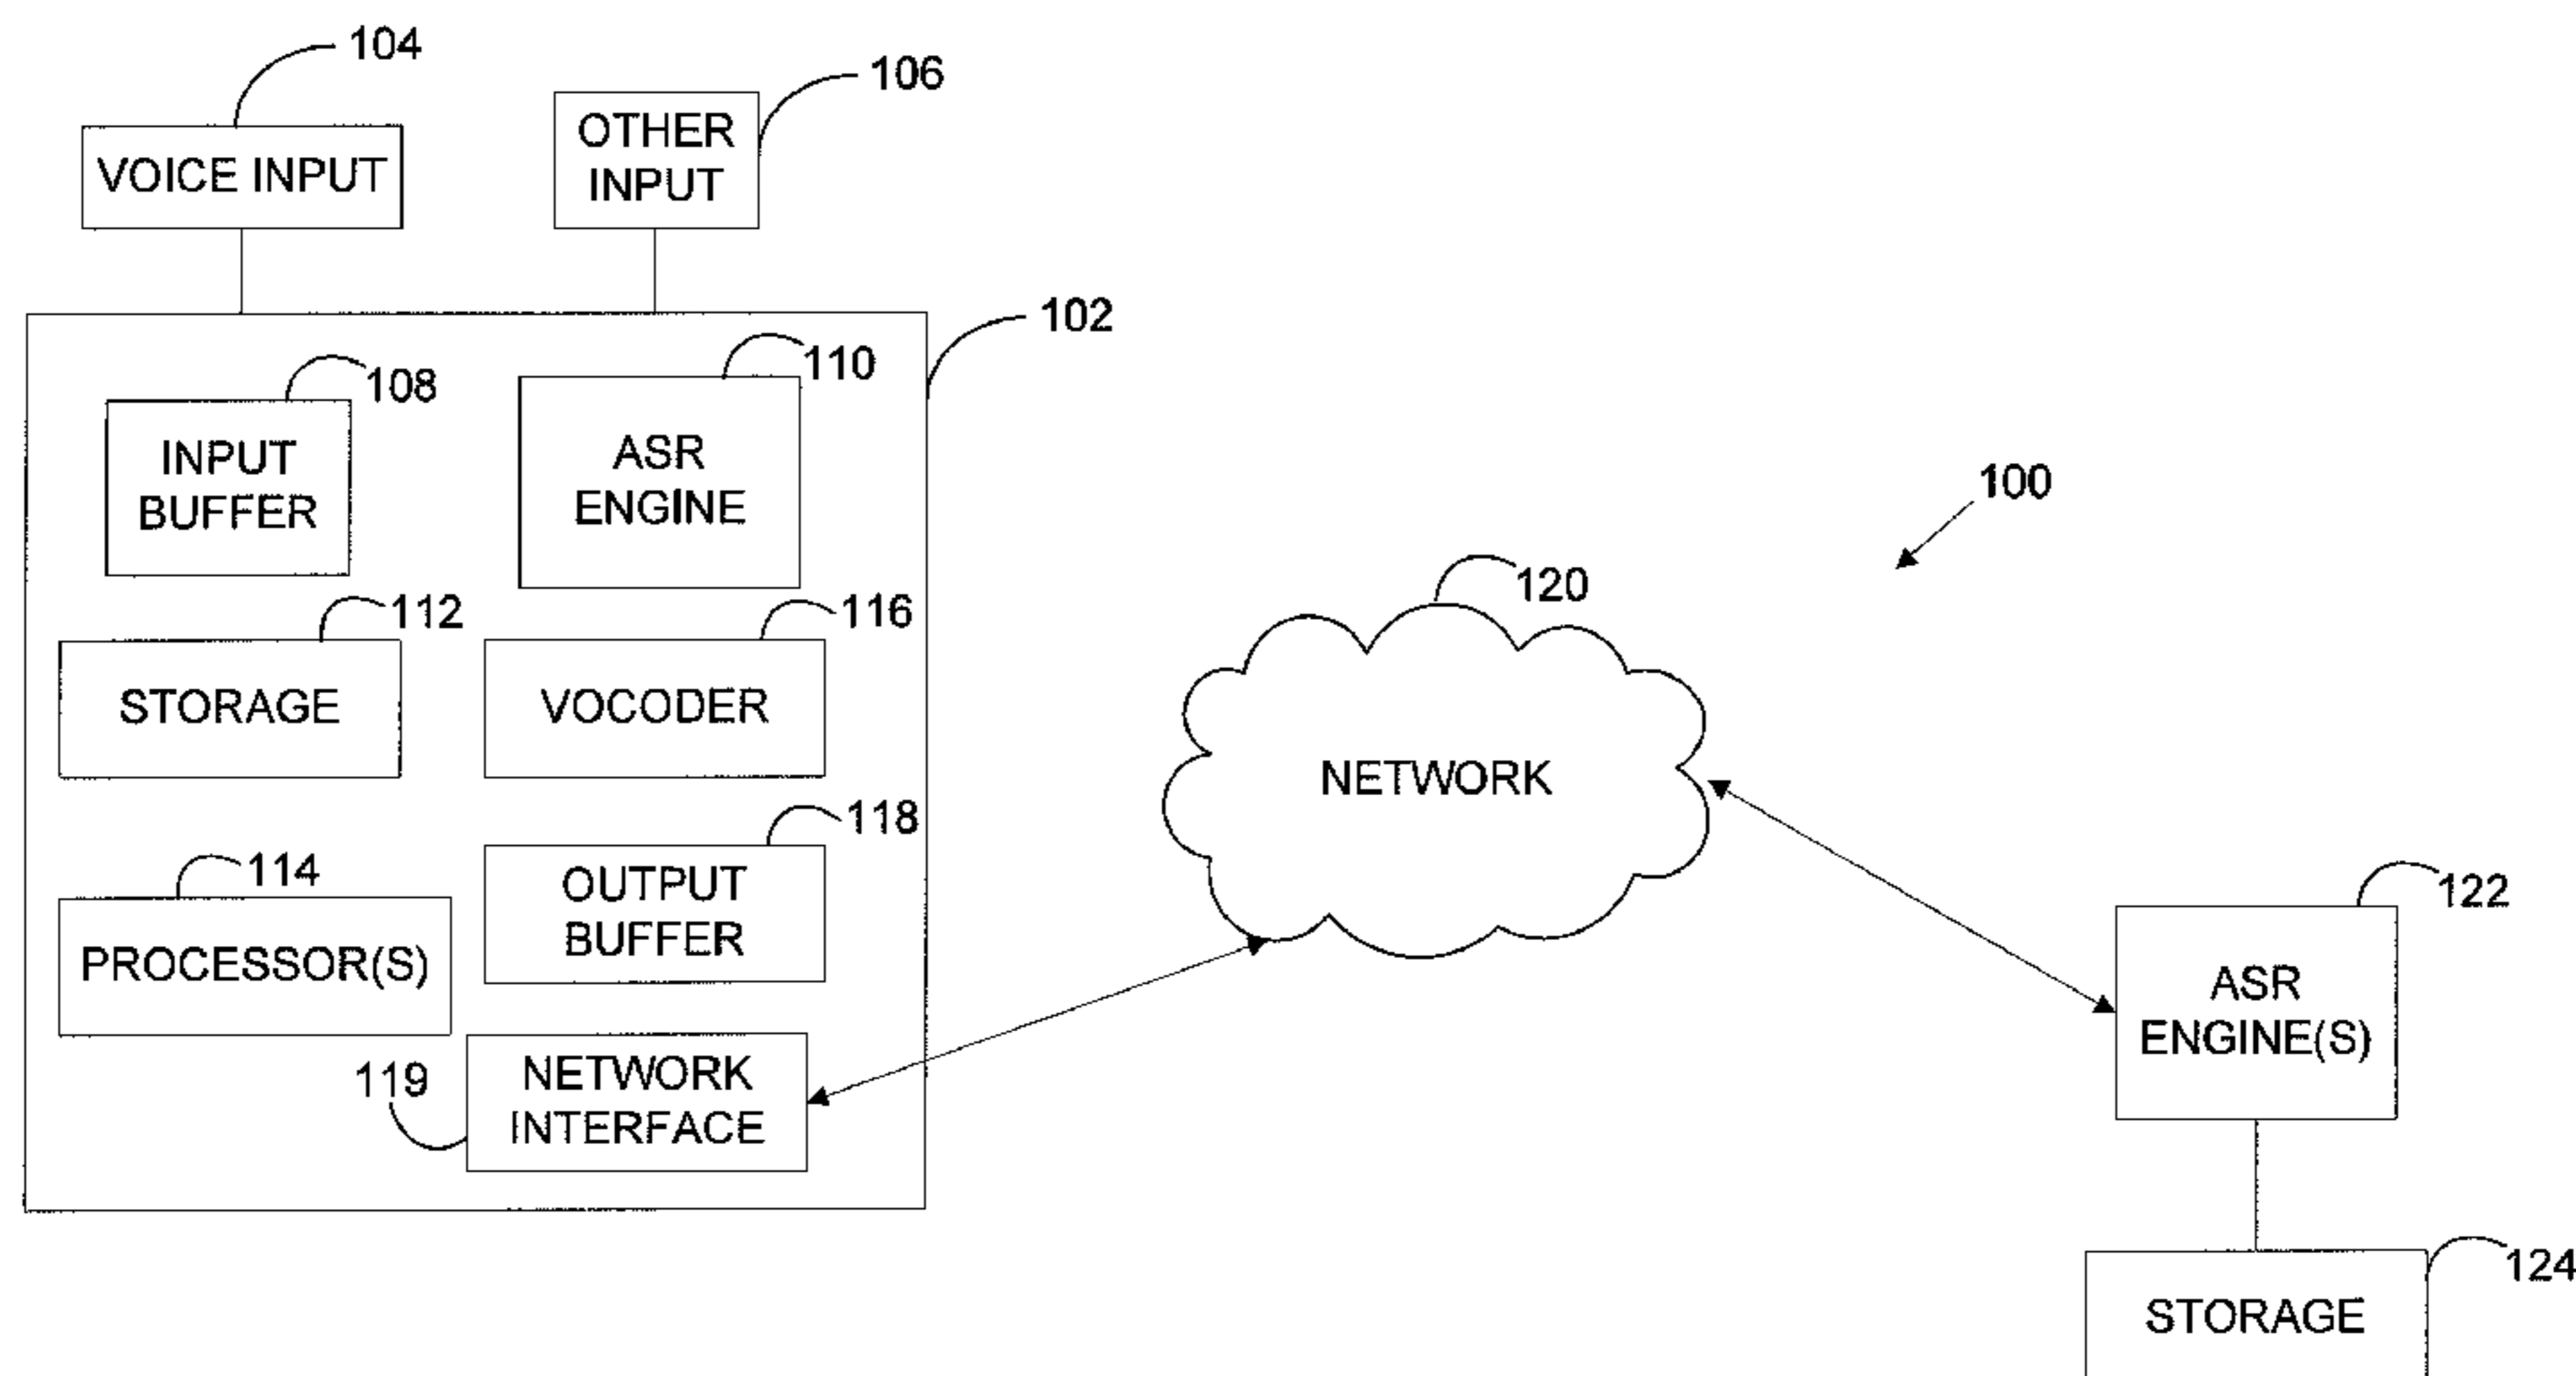 104
VOICE INPUT
106
OTHER
INPUT
102
108
INPUT
BUFFER
110
ASR
ENGINE
112
STORAGE
116
VOCODER
114
PROCESSOR(S)
118
OUTPUT
BUFFER
119
NETWORK
INTERFACE
100
120
NETWORK
122
ASR
ENGINE(S)
124
STORAGE